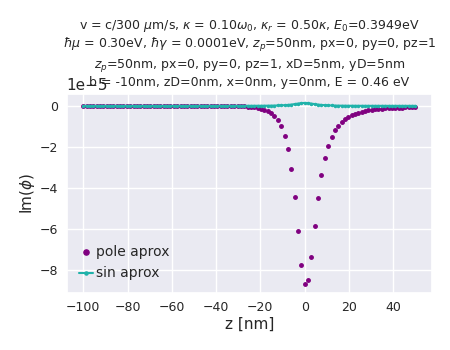 v = c/300 μm/s, κ = 0.10ω₀, κᵣ = 0.50κ, E₀=0.3949eV
ℏμ = 0.30eV, ℏγ = 0.0001eV, zₚ=50nm, px=0, py=0, pz=1
zₚ=50nm, px=0, py=0, pz=1, xD=5nm, yD=5nm
= -10nm, zD=0nm, x=0nm, y=0nm, E = 0.46 eV
1e−5
0
−2
−4
−6
−8
Im(ϕ)
pole aprox
sin aprox
−100 −80 −60 −40 −20 0 20 40
z [nm]